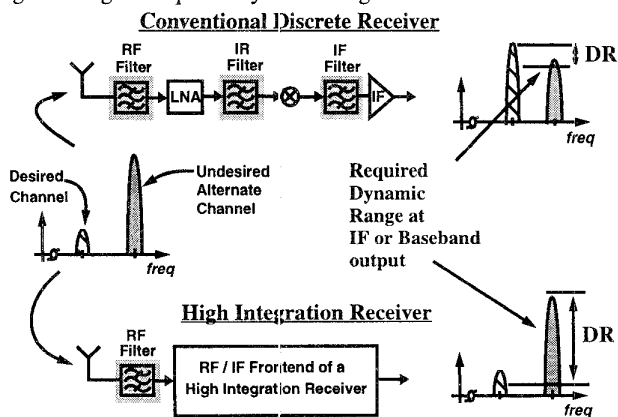 Conventional Discrete Receiver
RF
Filter
IR
Filter
IF
Filter
LNA
IF
DR
freq
Desired
Channel
Undesired
Alternate
Channel
freq
Required
Dynamic
Range at
IF or Baseband
output
High Integration Receiver
RF
Filter
RF / IF Frontend of a
High Integration Receiver
DR
freq